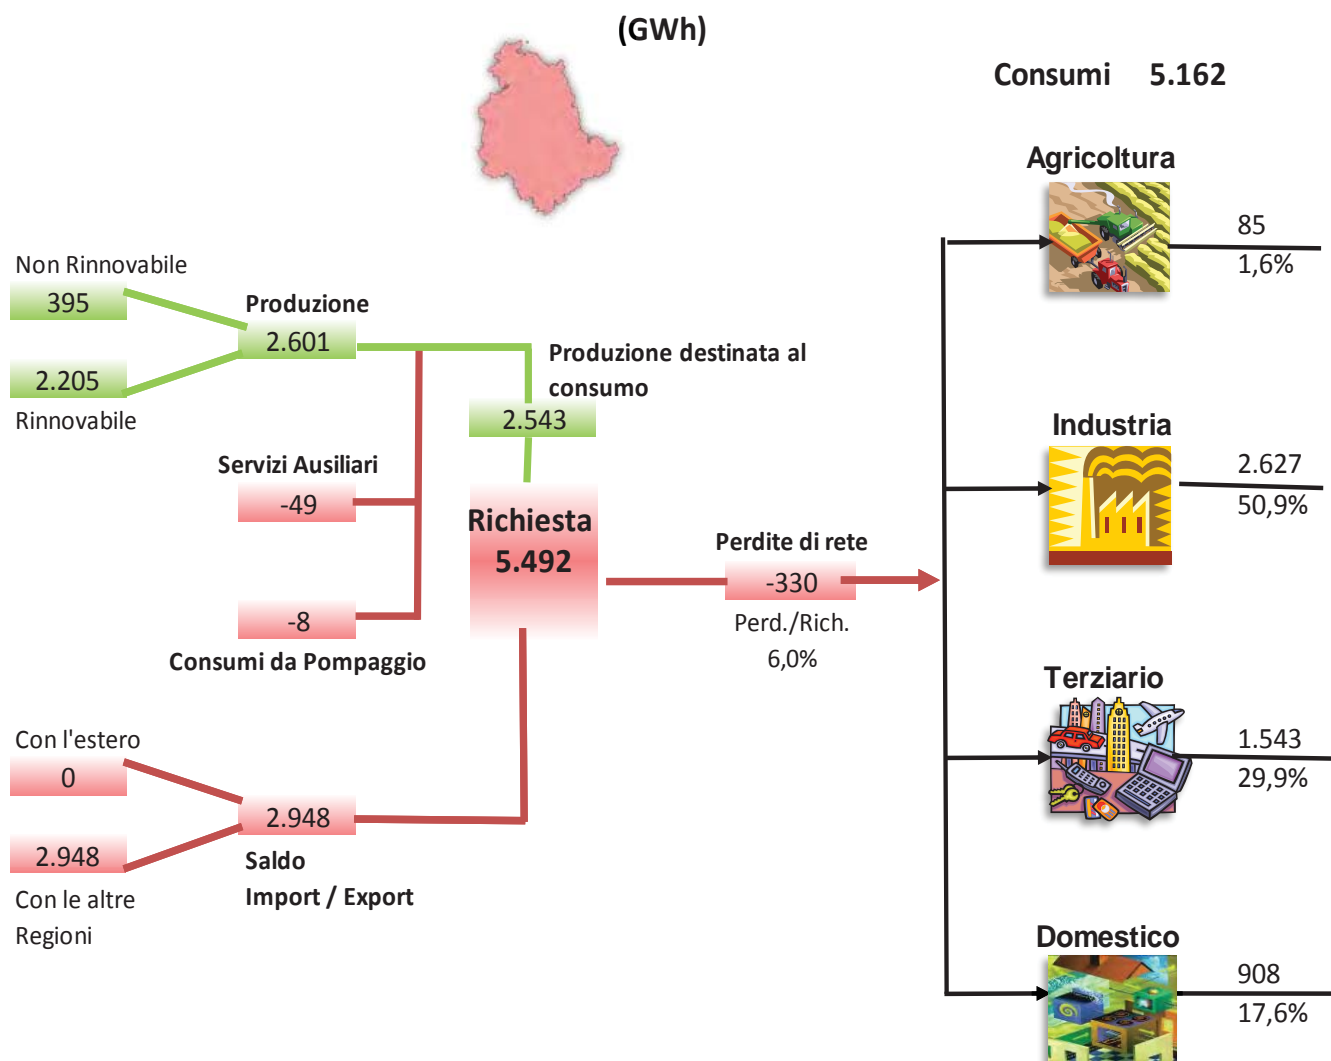 (GWh)
Consumi 5.162
Agricoltura
85
1,6%
Non Rinnovabile
395
Produzione
2.601
2.205
Rinnovabile
Produzione destinata al
consumo
2.543
Servizi Ausiliari
-49
Richiesta
5.492
-8
Consumi da Pompaggio
Perdite di rete
-330
Perd./Rich.
6,0%
Industria
2.627
50,9%
Terziario
1.543
29,9%
Con l'estero
0
2.948
Saldo
Import / Export
2.948
Con le altre
Regioni
Domestico
908
17,6%